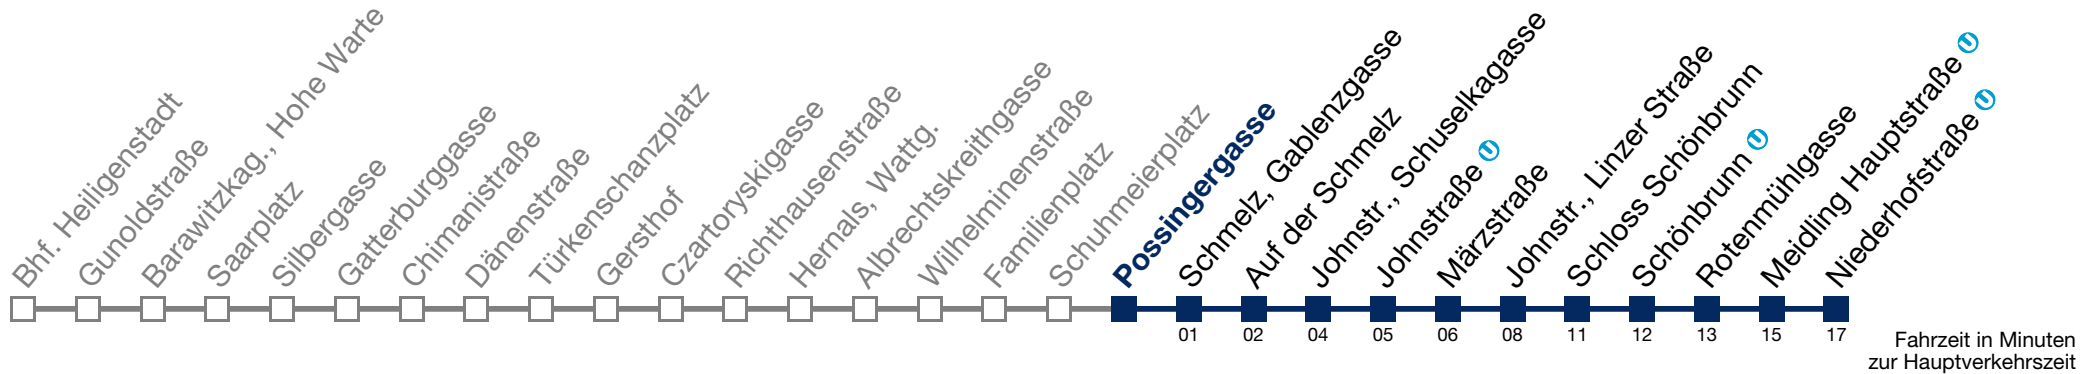 Bhf. Heiligenstadt
Gunoldstraße
Barawitzkag., Hohe Warte
Saarplatz
Silbergasse
Gatterburggasse
Chimanistraße
Dänenstraße
Türkenschanzplatz
Gersthof
Czartoryskigasse
Richthausenstraße
Hernals, Wattg.
Albrechtskreithgasse
Wilhelminenstraße
Familienplatz
Schuhmeierplatz
Possingergasse
Schmelz, Gablenzgasse
Auf der Schmelz
Johnstr., Schuselkagasse
Johnstraße U
Märzstraße
Johnstr., Linzer Straße
Schloss Schönbrunn
Schönbrunn U
Rotenmühlgasse
Meidling Hauptstraße U
Niederhofstraße U
01 02 04 05 06 08 11 12 13 15 17
Fahrzeit in Minuten
zur Hauptverkehrszeit